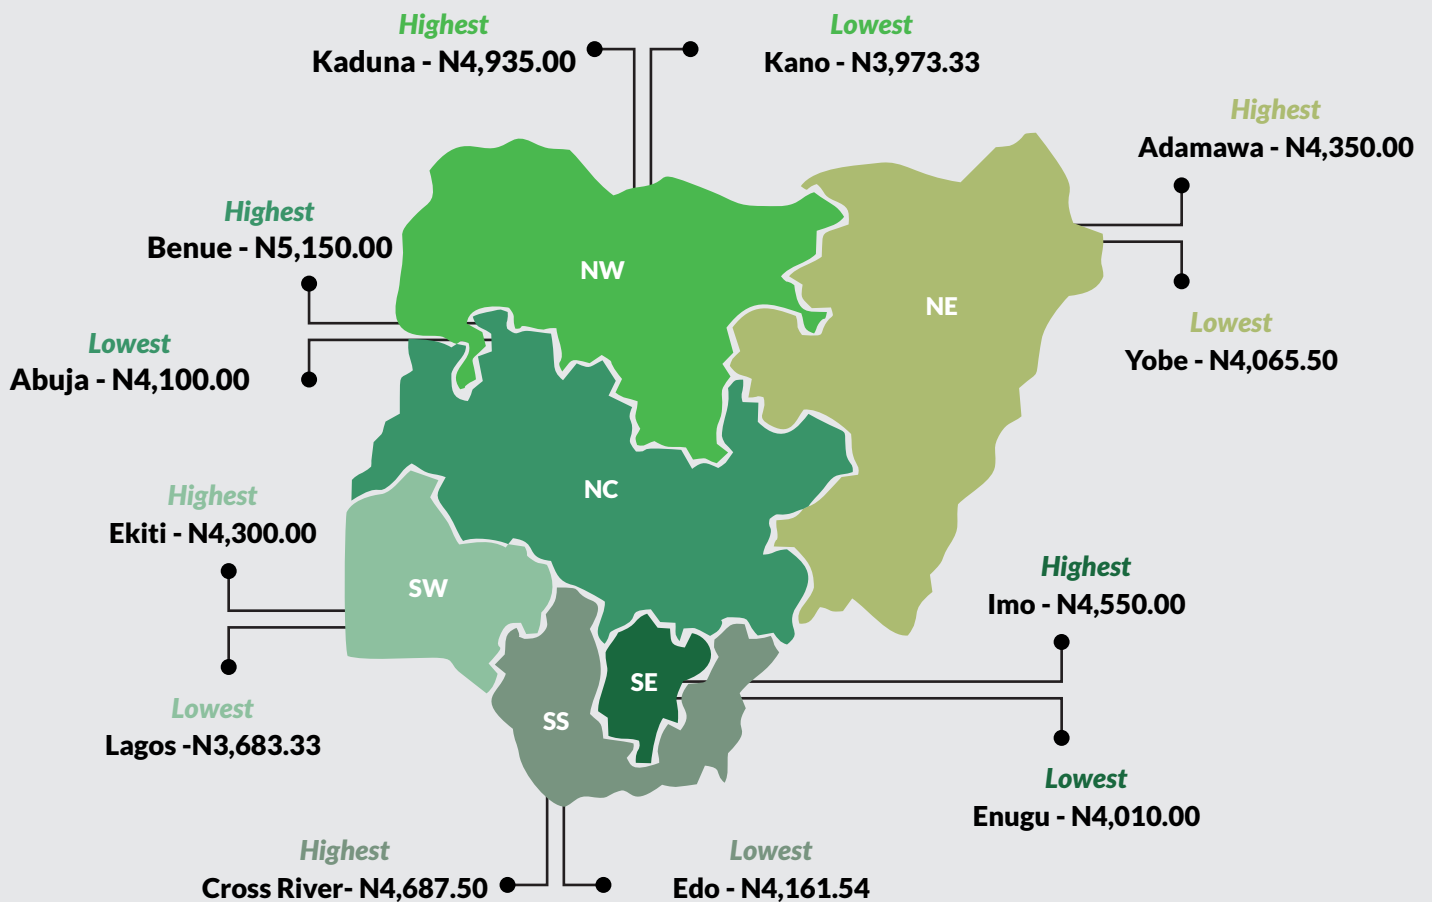 Highest
Kaduna - N4,935.00
Lowest
Kano - N3,973.33
Highest
Adamawa - N4,350.00
Highest
Benue - N5,150.00
NW
NE
Lowest
Yobe - N4,065.50
Lowest
Abuja - N4,100.00
NC
Highest
Ekiti - N4,300.00
SW
Highest
Imo - N4,550.00
SE
SS
Lowest
Lagos -N3,683.33
Lowest
Enugu - N4,010.00
Highest
Cross River- N4,687.50
Lowest
Edo - N4,161.54